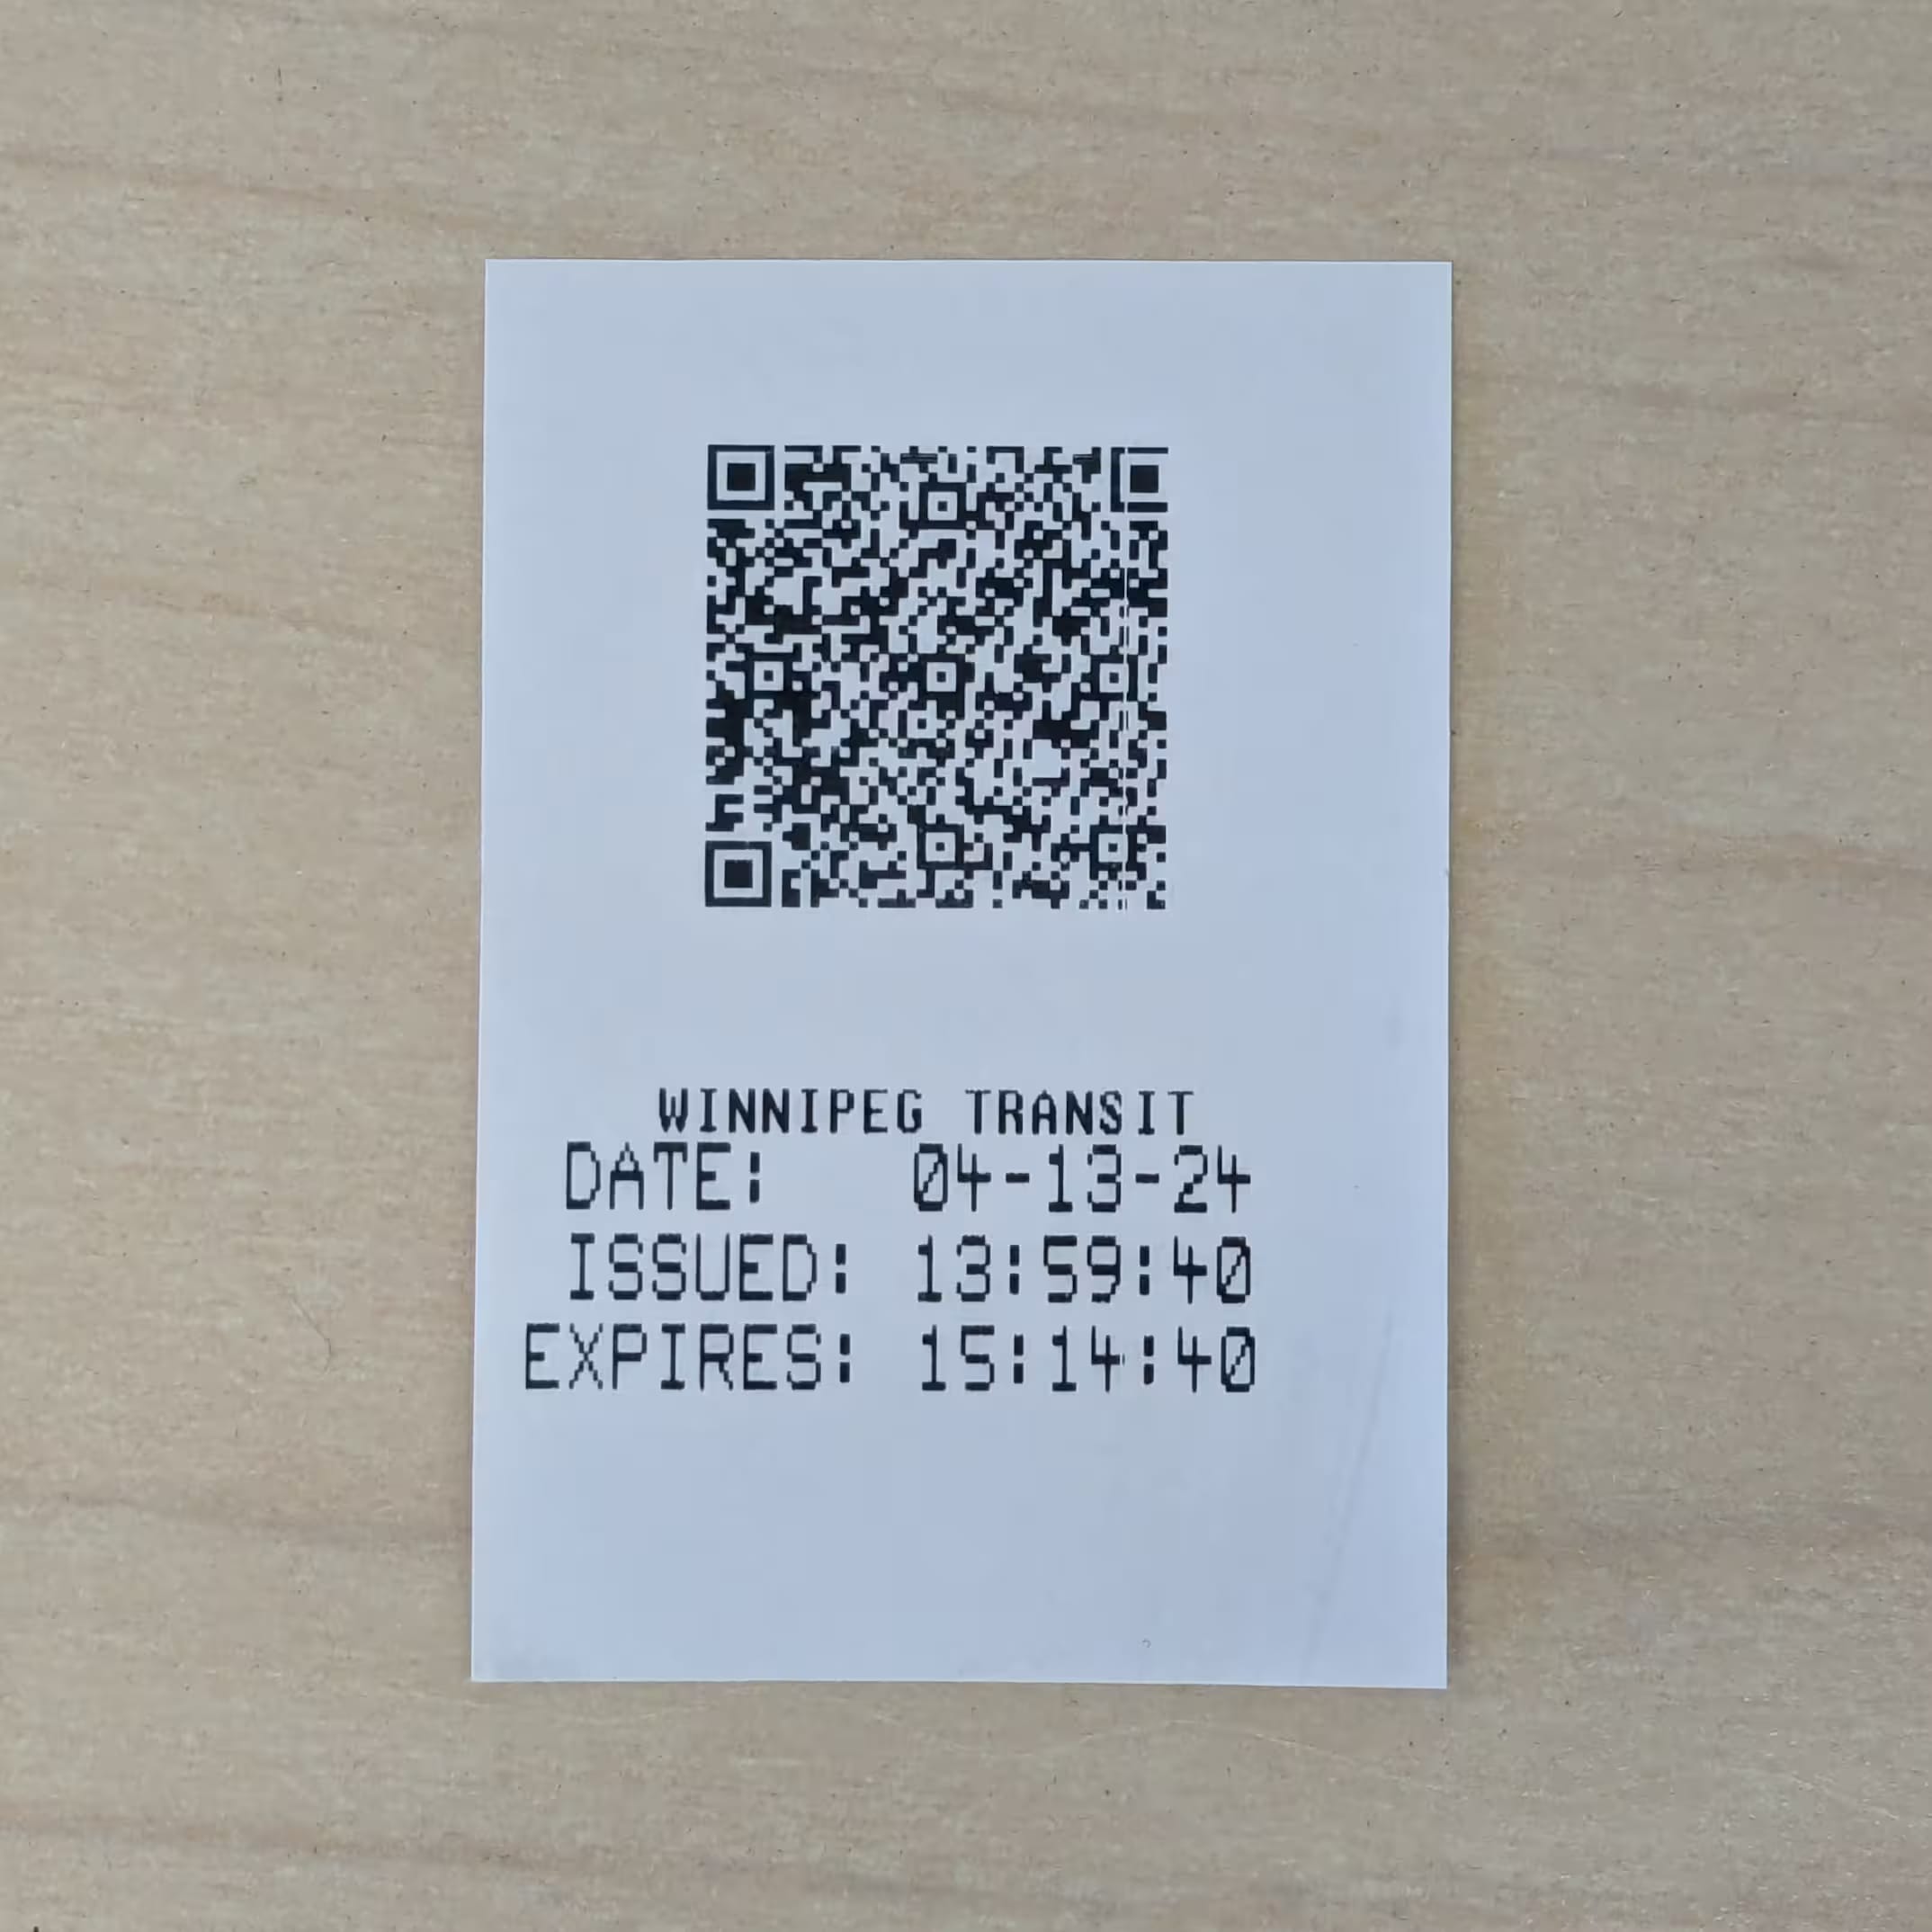 WINNIPEG TRANSIT
DATE: 04-13-24
ISSUED: 13:59:40
EXPIRES: 15:14:40